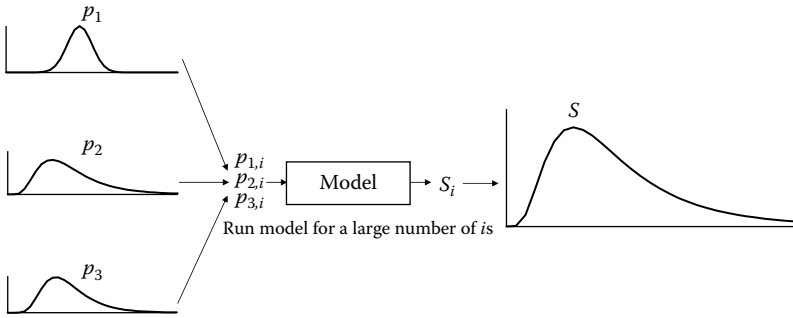 p1
p2
p3
p1,i
p2,i
p3,i
Model
Si
S
Run model for a large number of is